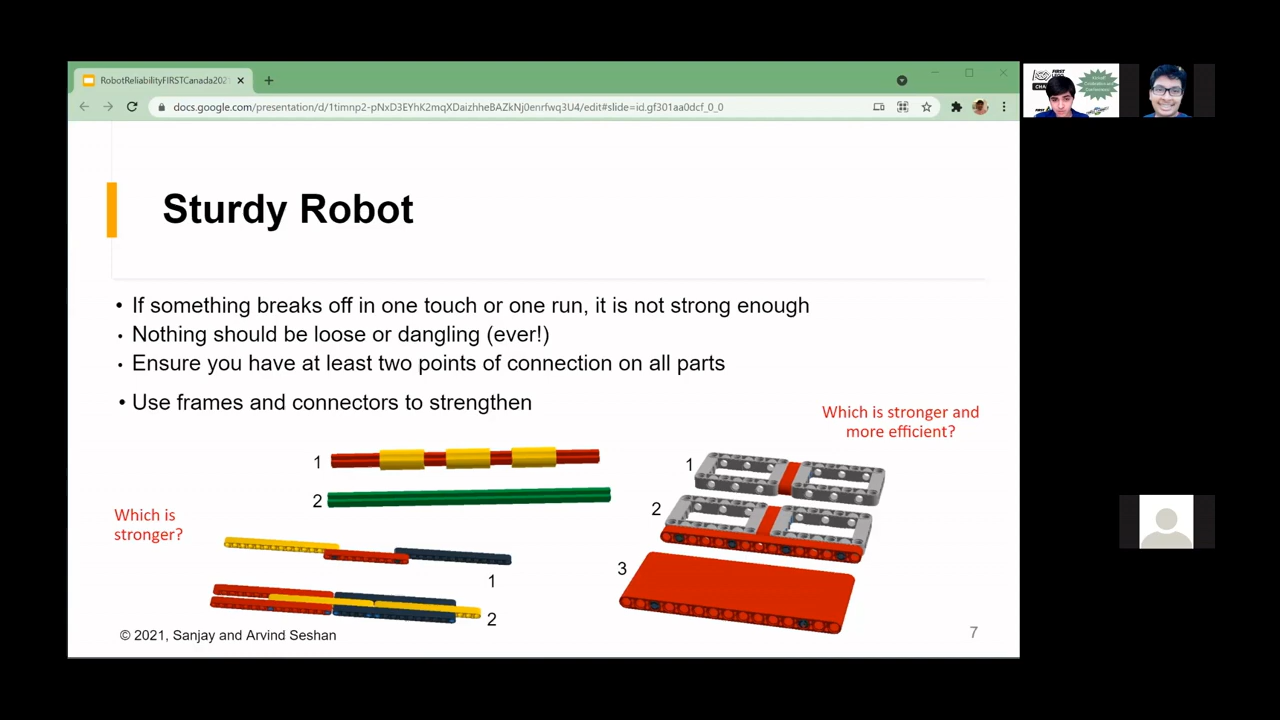 RobotReliabilityFIRSTCanada202
docs.google.com/presentation/d/1timnp2-pNxD3EYhK2mqXDaizhheBAZkNj0enrfwq3U4/edit#slide=id.gf301aa0dcf_0_0
Sturdy Robot
• If something breaks off in one touch or one run, it is not strong enough
• Nothing should be loose or dangling (ever!)
• Ensure you have at least two points of connection on all parts
• Use frames and connectors to strengthen
Which is stronger and
more efficient?
1
2
Which is
stronger?
1
2
1
2
3
© 2021, Sanjay and Arvind Seshan
7